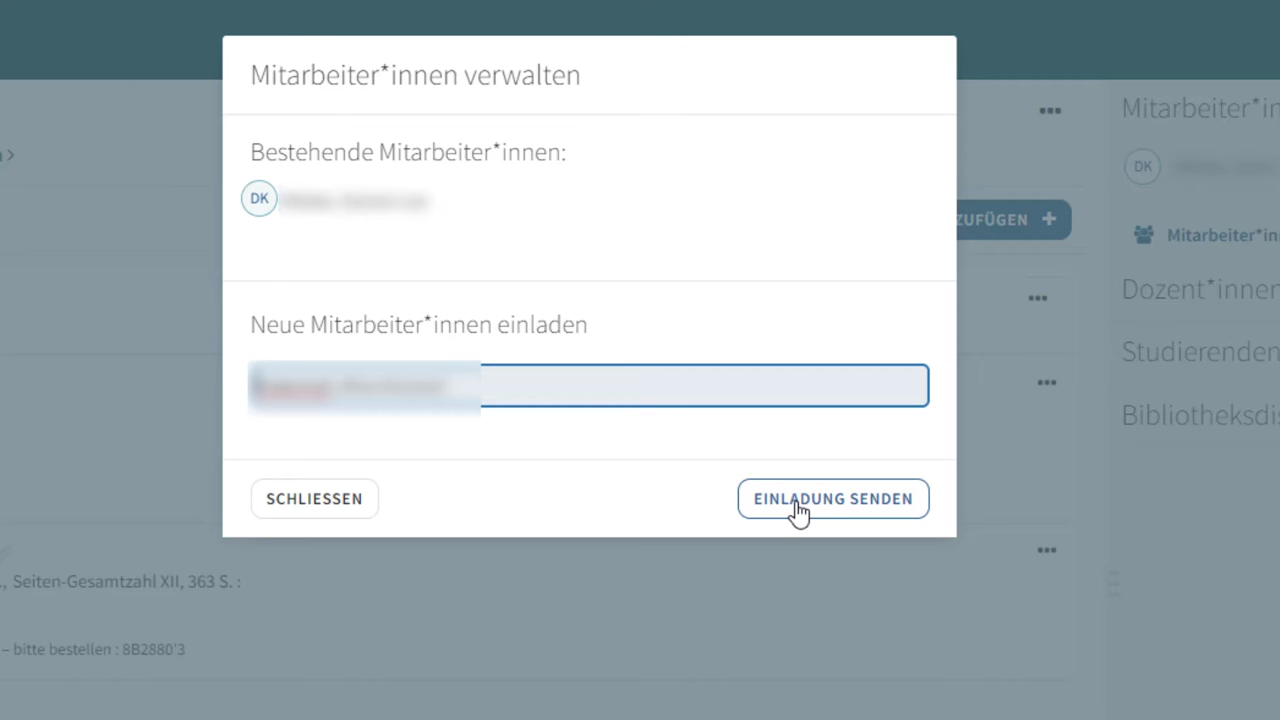 Mitarbeiter*innen verwalten
Bestehende Mitarbeiter*innen:
DK
Neue Mitarbeiter*innen einladen
SCHLIESSEN
EINLADUNG SENDEN
ZUFÜGEN +
., Seiten-Gesamtzahl XII, 363 S. :
– bitte bestellen : 8B2880'3
Mitarbeiter*in
DK
Mitarbeiter*in
Dozent*innen
Studierenden
Bibliotheksdi